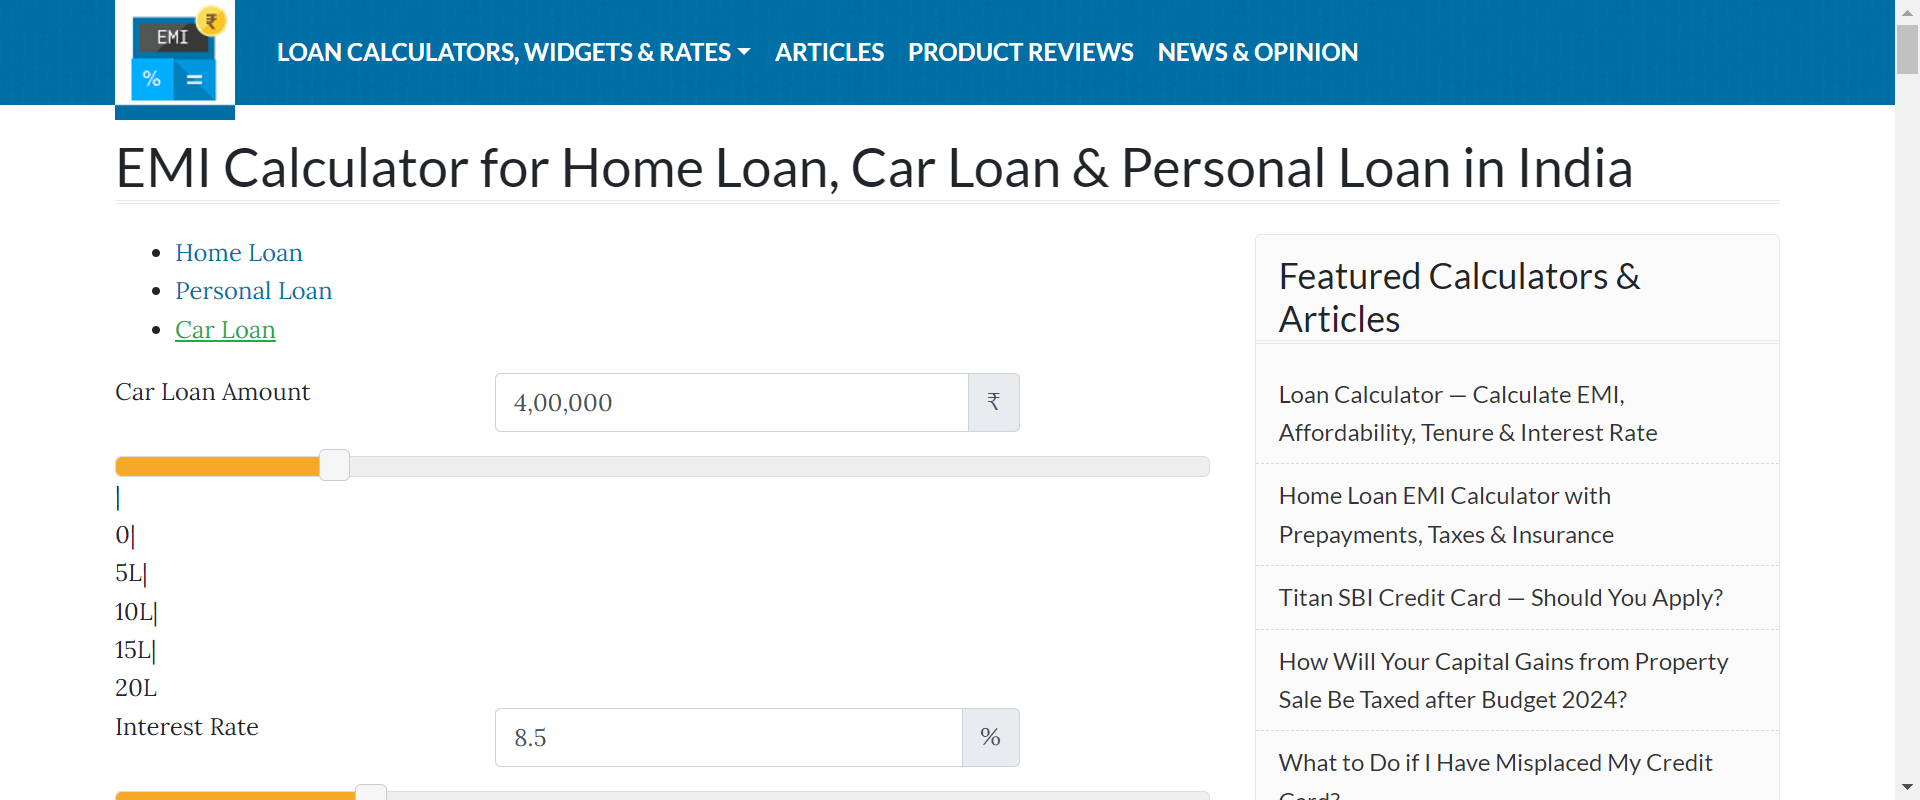 EMI
₹
%
=
LOAN CALCULATORS, WIDGETS & RATES
ARTICLES
PRODUCT REVIEWS
NEWS & OPINION
EMI Calculator for Home Loan, Car Loan & Personal Loan in India
Home Loan
Personal Loan
Car Loan
Car Loan Amount
4,00,000
₹
|
0|
5L|
10L|
15L|
20L
Interest Rate
8.5
%
Featured Calculators &
Articles
Loan Calculator — Calculate EMI,
Affordability, Tenure & Interest Rate
Home Loan EMI Calculator with
Prepayments, Taxes & Insurance
Titan SBI Credit Card — Should You Apply?
How Will Your Capital Gains from Property
Sale Be Taxed after Budget 2024?
What to Do if I Have Misplaced My Credit
Card?